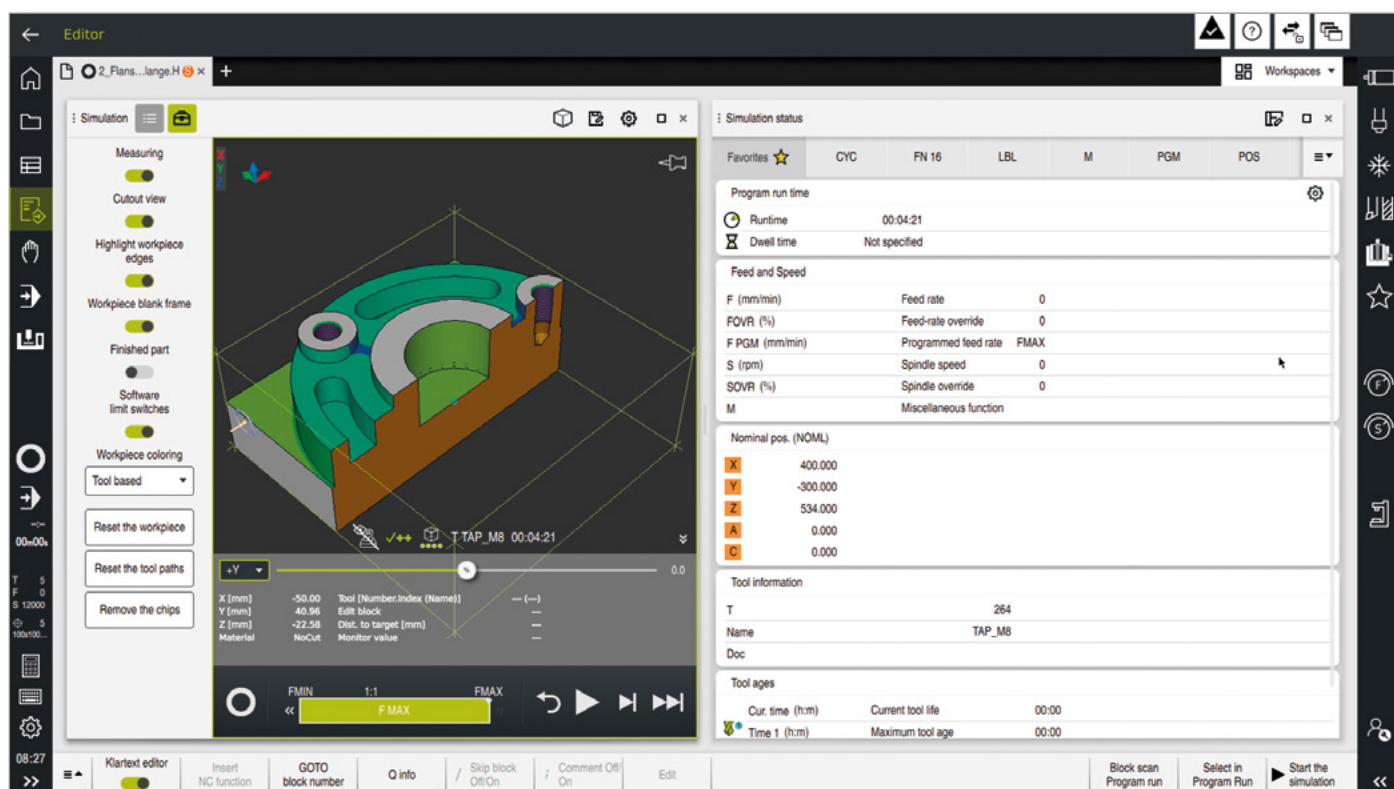 Editor
2_Flans...lange.H
Workspaces
Simulation
Measuring
Cutout view
Highlight workpiece
edges
Workpiece blank frame
Finished part
Software
limit switches
Workpiece coloring
Tool based
Reset the workpiece
Reset the tool paths
Remove the chips
X
Y
Z
T TAP_M8 00:04:21
+Y 0.0
X [mm] -50.00 Tool [Number.Index (Name)] --- (---)
Y [mm] 40.96 Edit block ---
Z [mm] -22.58 Dist. to target [mm] ---
Material NoCut Monitor value ---
FMIN 1:1 FMAX
F MAX
Simulation status
Favorites CYC FN 16 LBL M PGM POS
Program run time
Runtime 00:04:21
Dwell time Not specified
Feed and Speed
F (mm/min) Feed rate 0
FOVR (%) Feed-rate override 0
F PGM (mm/min) Programmed feed rate FMAX
S (rpm) Spindle speed 0
SOVR (%) Spindle override 0
M Miscellaneous function
Nominal pos. (NOML)
X 400.000
Y -300.000
Z 534.000
A 0.000
C 0.000
Tool information
T 264
Name TAP_M8
Doc
Tool ages
Cur. time (h:m) Current tool life 00:00
Time 1 (h:m) Maximum tool age 00:00
00m00s
T 5
F 0
S 12000
5
100x100...
08:27
Klartext editor
Insert
NC function
GOTO
block number
Q info
/ Skip block
Off/On
; Comment Off/
On
Edit
Block scan
Program run
Select in
Program Run
Start the
simulation
F
S